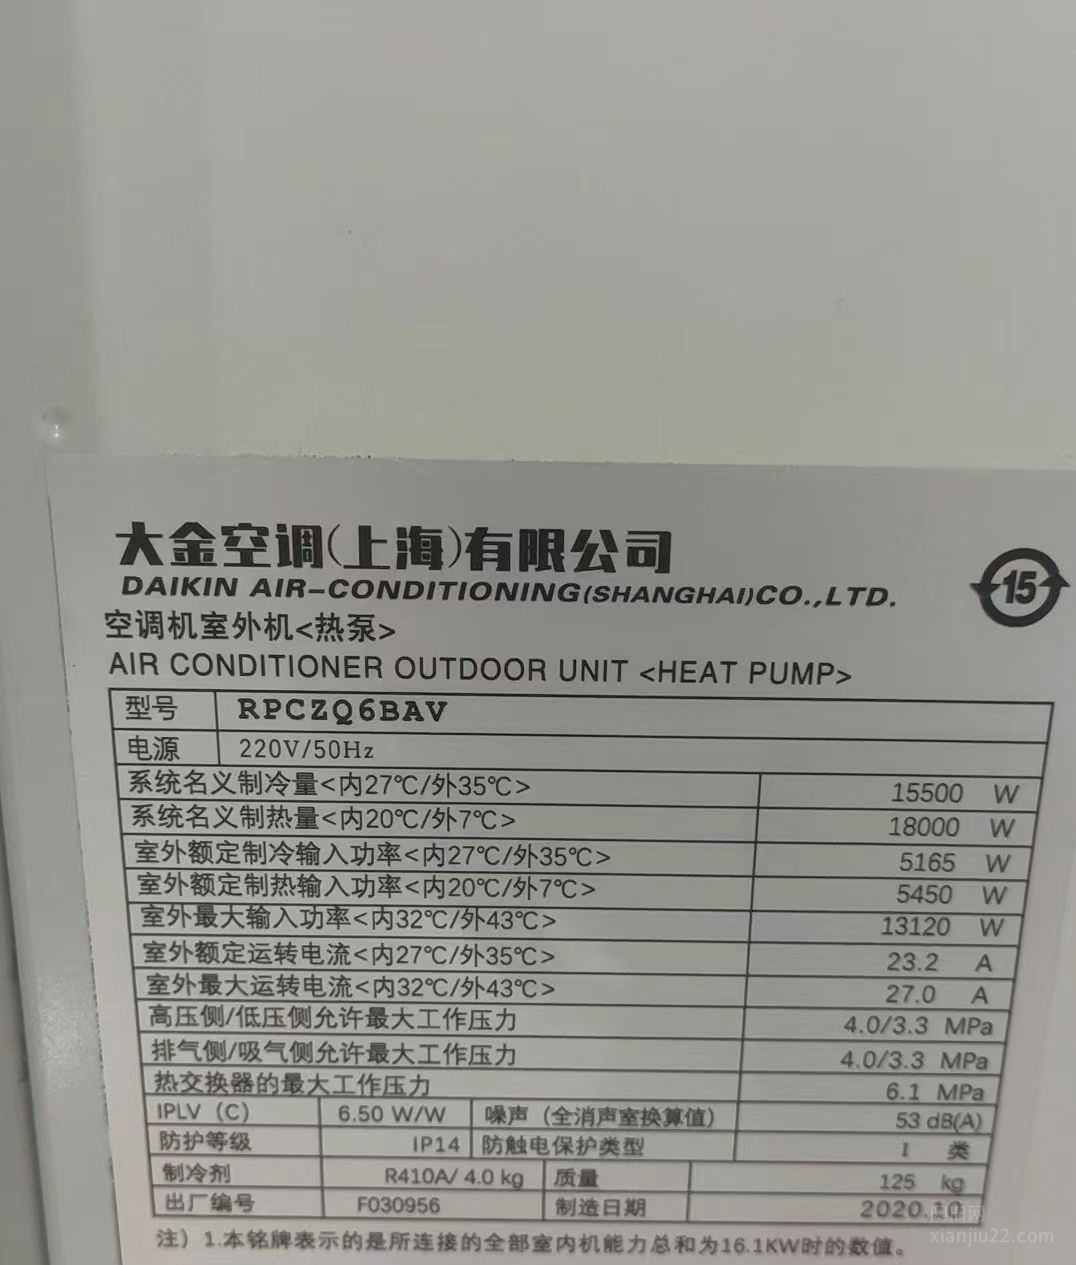 大金空调(上海)有限公司
DAIKIN AIR-CONDITIONING(SHANGHAI)CO.,LTD.
15
空调机室外机<热泵>
AIR CONDITIONER OUTDOOR UNIT <HEAT PUMP>
型号 RPCZQ6BAV
电源 220V/50Hz
系统名义制冷量<内27℃/外35℃> 15500 W
系统名义制热量<内20℃/外7℃> 18000 W
室外额定制冷输入功率<内27℃/外35℃> 5165 W
室外额定制热输入功率<内20℃/外7℃> 5450 W
室外最大输入功率<内32℃/外43℃> 13120 W
室外额定运转电流<内27℃/外35℃> 23.2 A
室外最大运转电流<内32℃/外43℃> 27.0 A
高压侧/低压侧允许最大工作压力 4.0/3.3 MPa
排气侧/吸气侧允许最大工作压力 4.0/3.3 MPa
热交换器的最大工作压力 6.1 MPa
IPLV（C） 6.50 W/W 噪声（全消声室换算值） 53 dB(A)
防护等级 IP14 防触电保护类型 I 类
制冷剂 R410A/ 4.0 kg 质量 125 kg
出厂编号 F030956 制造日期 2020.10
注）1.本铭牌表示的是所连接的全部室内机能力总和为16.1KW时的数值。
xianjiu22.com